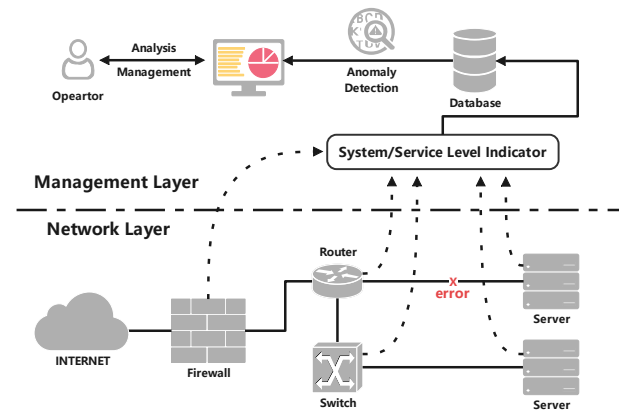 Analysis
Management
Opeartor
Anomaly
Detection
Database
System/Service Level Indicator
Management Layer
Network Layer
Router
x
error
Server
INTERNET
Firewall
Switch
Server